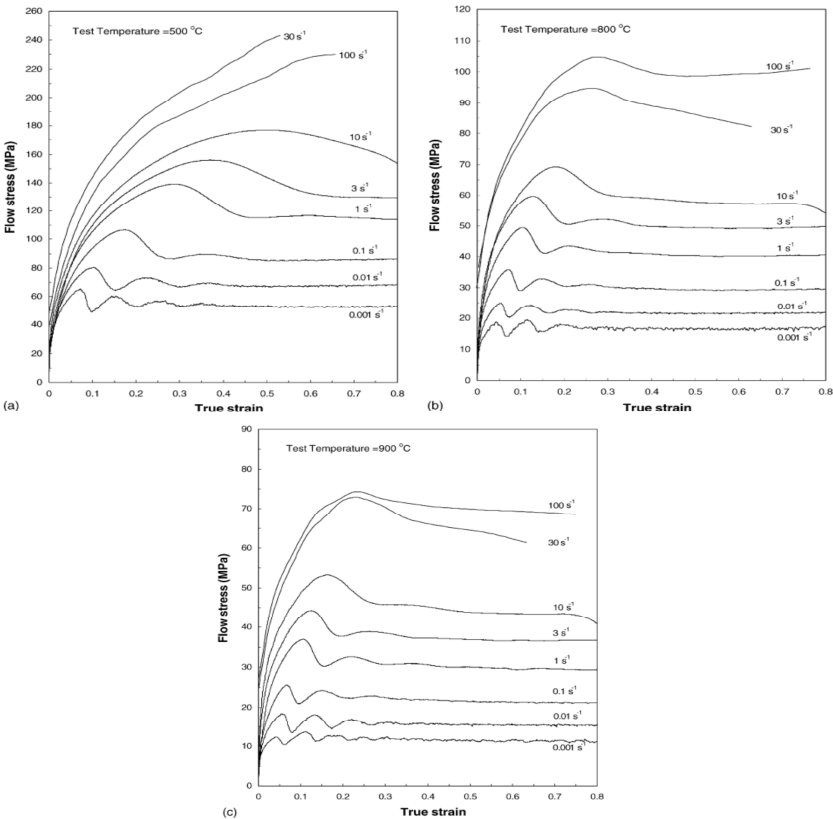 Test Temperature =500 °C
260
240
220
200
180
160
140
120
100
80
60
40
20
0
Flow stress (MPa)
30 s⁻¹
100 s⁻¹
10 s⁻¹
3 s⁻¹
1 s⁻¹
0.1 s⁻¹
0.01 s⁻¹
0.001 s⁻¹
0 0.1 0.2 0.3 0.4 0.5 0.6 0.7 0.8
True strain
(a)
Test Temperature =800 °C
120
110
100
90
80
70
60
50
40
30
20
10
0
Flow stress (MPa)
100 s⁻¹
30 s⁻¹
10 s⁻¹
3 s⁻¹
1 s⁻¹
0.1 s⁻¹
0.01 s⁻¹
0.001 s⁻¹
0 0.1 0.2 0.3 0.4 0.5 0.6 0.7 0.8
True strain
(b)
Test Temperature =900 °C
90
80
70
60
50
40
30
20
10
0
Flow stress (MPa)
100 s⁻¹
30 s⁻¹
10 s⁻¹
3 s⁻¹
1 s⁻¹
0.1 s⁻¹
0.01 s⁻¹
0.001 s⁻¹
0 0.1 0.2 0.3 0.4 0.5 0.6 0.7 0.8
True strain
(c)